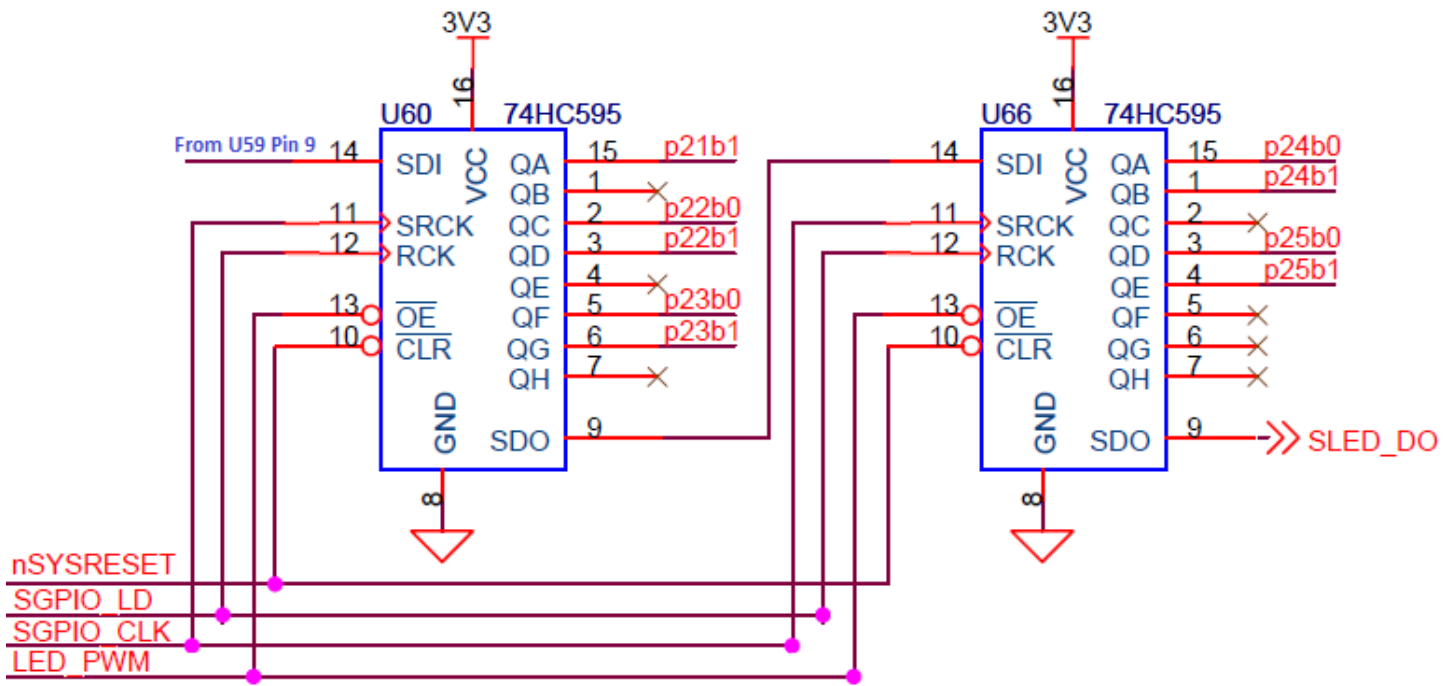 3V3
3V3
16
16
U60 74HC595
U66 74HC595
From U59 Pin 9
14 SDI
VCC
QA 15 p21b1
QB 1
11 SRCK
QC 2 p22b0
12 RCK
QD 3 p22b1
QE 4
13 OE
QF 5 p23b0
10 CLR
QG 6 p23b1
QH 7
GND
SDO 9
8
14 SDI
VCC
QA 15 p24b0
QB 1 p24b1
11 SRCK
QC 2
12 RCK
QD 3 p25b0
QE 4 p25b1
13 OE
QF 5
10 CLR
QG 6
QH 7
GND
SDO 9 SLED_DO
8
nSYSRESET
SGPIO_LD
SGPIO_CLK
LED_PWM